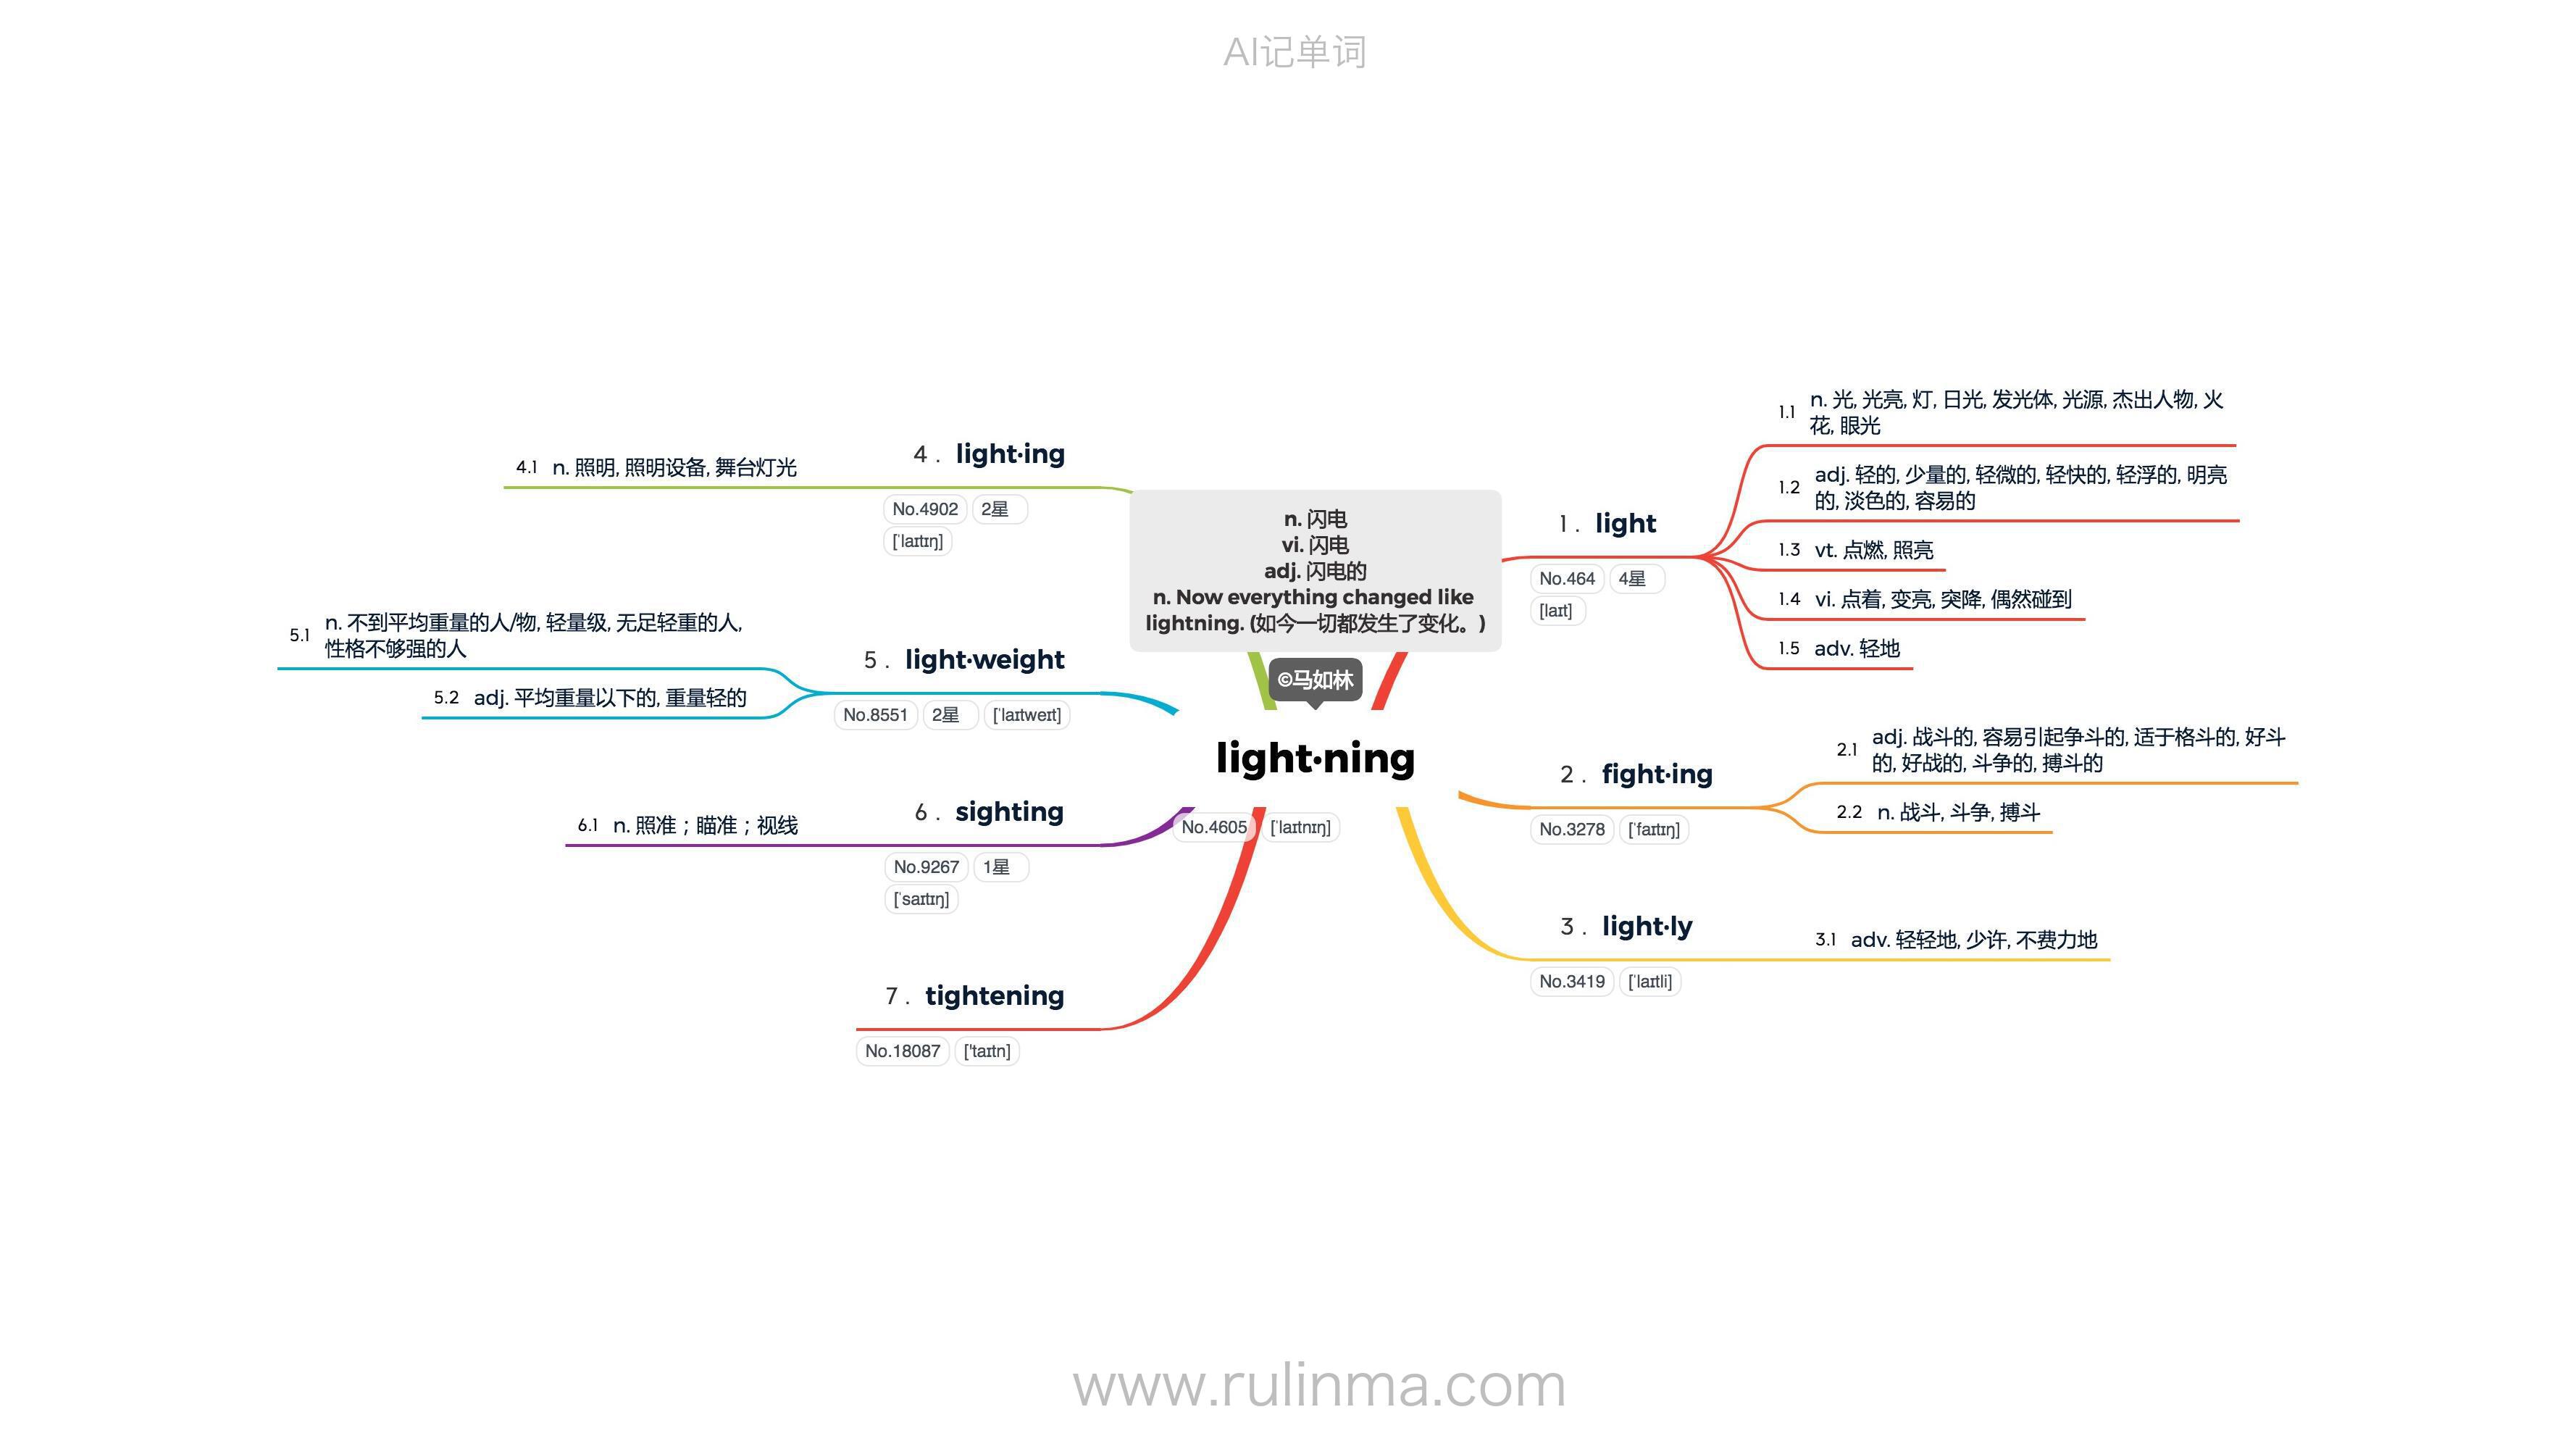 AI记单词
n. 闪电
vi. 闪电
adj. 闪电的
n. Now everything changed like
lightning. (如今一切都发生了变化。)
©马如林
light·ning
No.4605 [ˈlaɪtnɪŋ]
1. light
No.464 4星
[laɪt]
1.1 n. 光, 光亮, 灯, 日光, 发光体, 光源, 杰出人物, 火
花, 眼光
1.2 adj. 轻的, 少量的, 轻微的, 轻快的, 轻浮的, 明亮
的, 淡色的, 容易的
1.3 vt. 点燃, 照亮
1.4 vi. 点着, 变亮, 突降, 偶然碰到
1.5 adv. 轻地
2. fight·ing
No.3278 [ˈfaɪtɪŋ]
2.1 adj. 战斗的, 容易引起争斗的, 适于格斗的, 好斗
的, 好战的, 斗争的, 搏斗的
2.2 n. 战斗, 斗争, 搏斗
3. light·ly
No.3419 [ˈlaɪtli]
3.1 adv. 轻轻地, 少许, 不费力地
4. light·ing
No.4902 2星
[ˈlaɪtɪŋ]
4.1 n. 照明, 照明设备, 舞台灯光
5. light·weight
No.8551 2星 [ˈlaɪtweɪt]
5.1 n. 不到平均重量的人/物, 轻量级, 无足轻重的人,
性格不够强的人
5.2 adj. 平均重量以下的, 重量轻的
6. sighting
No.9267 1星
[ˈsaɪtɪŋ]
6.1 n. 照准；瞄准；视线
7. tightening
No.18087 ['taɪtn]
www.rulinma.com